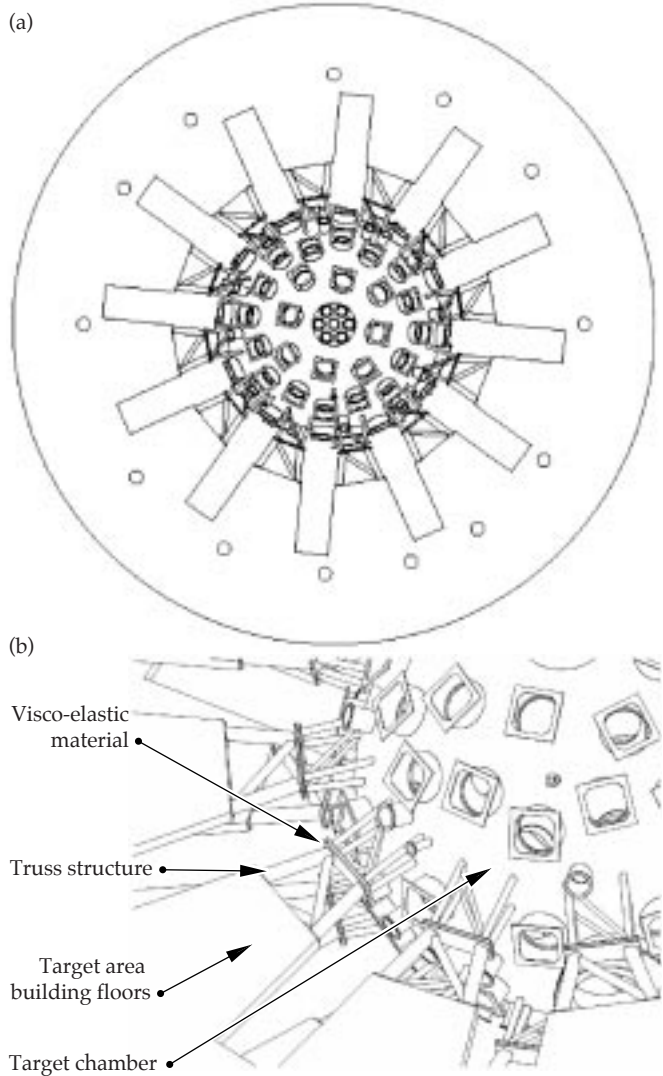 (a)
(b)
Visco-elastic
material
Truss structure
Target area
building floors
Target chamber